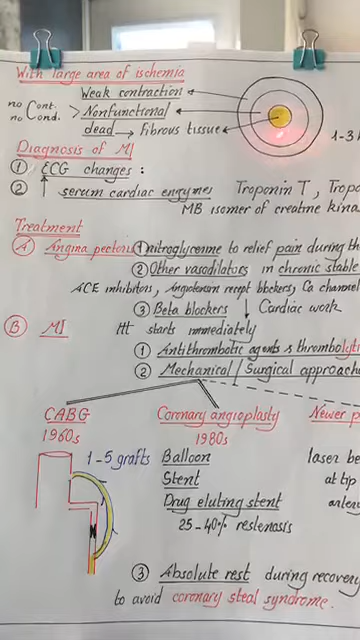 With large area of ischemia
Weak contraction
no Cont.
no Cond. > Nonfunctional
dead → Fibrous tissue
1-3 h
Diagnosis of MI
① ECG changes:
② ↑ serum cardiac enzymes Troponin T, Tropo
MB isomer of creatine kina
Treatment
Ⓐ Angina pectoris ① nitroglycerine to relief pain during th
② Other vasodilators in chronic stable
ACE inhibitors, Angiotensin recept blockers, Ca channel
③ Beta blockers ↓ Cardiac work
Ⓑ MI ttt starts immediately
① Antithrombotic agents & thrombolyti
② Mechanical/Surgical approache
CABG Coronary angioplasty Newer p
1960s 1980s
1-5 grafts Balloon laser be
Stent at tip
Drug eluting stent arter
25-40% restenosis
③ Absolute rest during recovery
to avoid coronary steal syndrome.